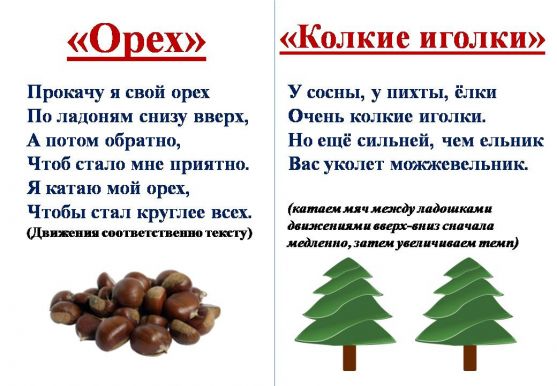 «Орех»
Прокачу я свой орех
По ладоням снизу вверх,
А потом обратно,
Чтоб стало мне приятно.
Я катаю мой орех,
Чтобы стал круглее всех.
(Движения соответственно тексту)
«Колкие иголки»
У сосны, у пихты, ёлки
Очень колкие иголки.
Но ещё сильней, чем ельник
Вас уколет можжевельник.
(катаем мяч между ладошками
движениями вверх-вниз сначала
медленно, затем увеличиваем темп)